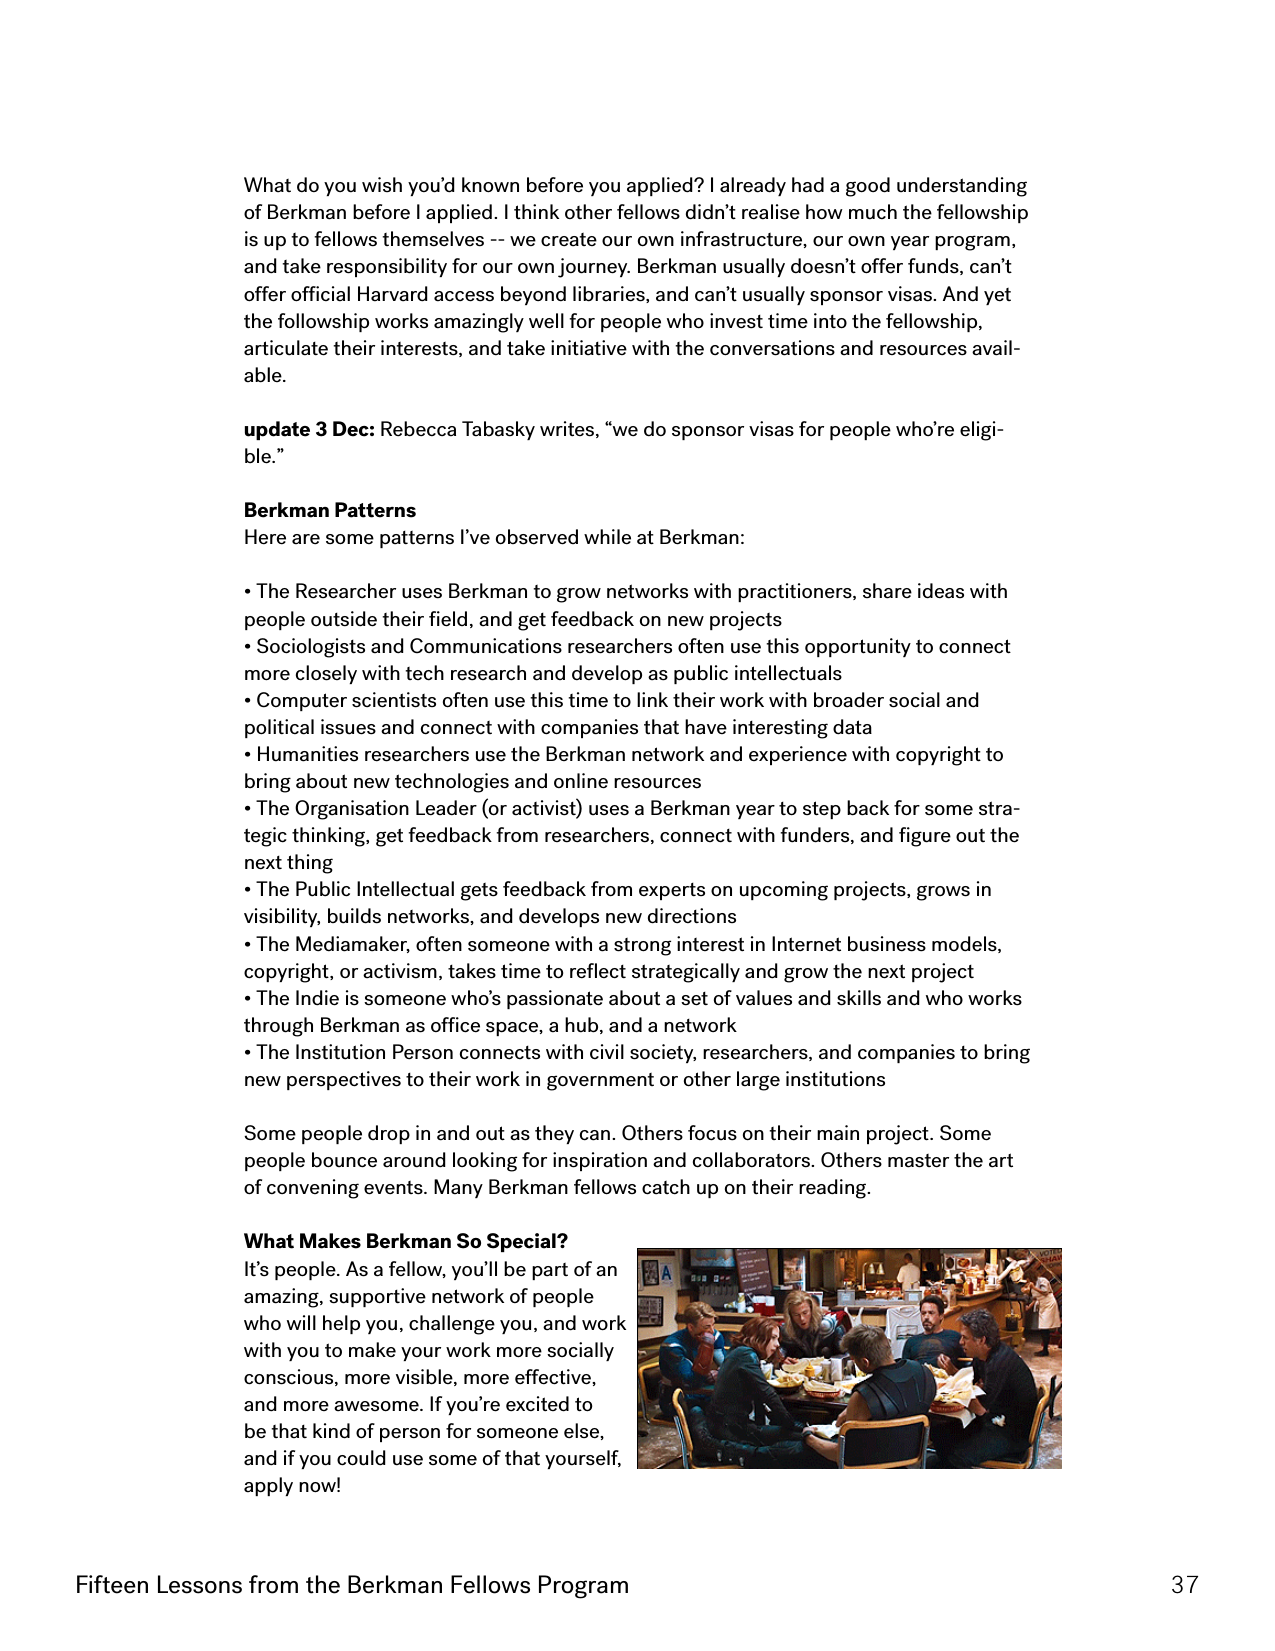 What do you wish you’d known before you applied? I already had a good understanding
of Berkman before I applied. I think other fellows didn’t realise how much the fellowship
is up to fellows themselves -- we create our own infrastructure, our own year program,
and take responsibility for our own journey. Berkman usually doesn’t offer funds, can’t
offer official Harvard access beyond libraries, and can’t usually sponsor visas. And yet
the followship works amazingly well for people who invest time into the fellowship,
articulate their interests, and take initiative with the conversations and resources avail-
able.
update 3 Dec: Rebecca Tabasky writes, “we do sponsor visas for people who’re eligi-
ble.”
Berkman Patterns
Here are some patterns I’ve observed while at Berkman:
• The Researcher uses Berkman to grow networks with practitioners, share ideas with
people outside their field, and get feedback on new projects
• Sociologists and Communications researchers often use this opportunity to connect
more closely with tech research and develop as public intellectuals
• Computer scientists often use this time to link their work with broader social and
political issues and connect with companies that have interesting data
• Humanities researchers use the Berkman network and experience with copyright to
bring about new technologies and online resources
• The Organisation Leader (or activist) uses a Berkman year to step back for some stra-
tegic thinking, get feedback from researchers, connect with funders, and figure out the
next thing
• The Public Intellectual gets feedback from experts on upcoming projects, grows in
visibility, builds networks, and develops new directions
• The Mediamaker, often someone with a strong interest in Internet business models,
copyright, or activism, takes time to reflect strategically and grow the next project
• The Indie is someone who’s passionate about a set of values and skills and who works
through Berkman as office space, a hub, and a network
• The Institution Person connects with civil society, researchers, and companies to bring
new perspectives to their work in government or other large institutions
Some people drop in and out as they can. Others focus on their main project. Some
people bounce around looking for inspiration and collaborators. Others master the art
of convening events. Many Berkman fellows catch up on their reading.
What Makes Berkman So Special?
It’s people. As a fellow, you’ll be part of an
amazing, supportive network of people
who will help you, challenge you, and work
with you to make your work more socially
conscious, more visible, more effective,
and more awesome. If you’re excited to
be that kind of person for someone else,
and if you could use some of that yourself,
apply now!
A
Fifteen Lessons from the Berkman Fellows Program
37